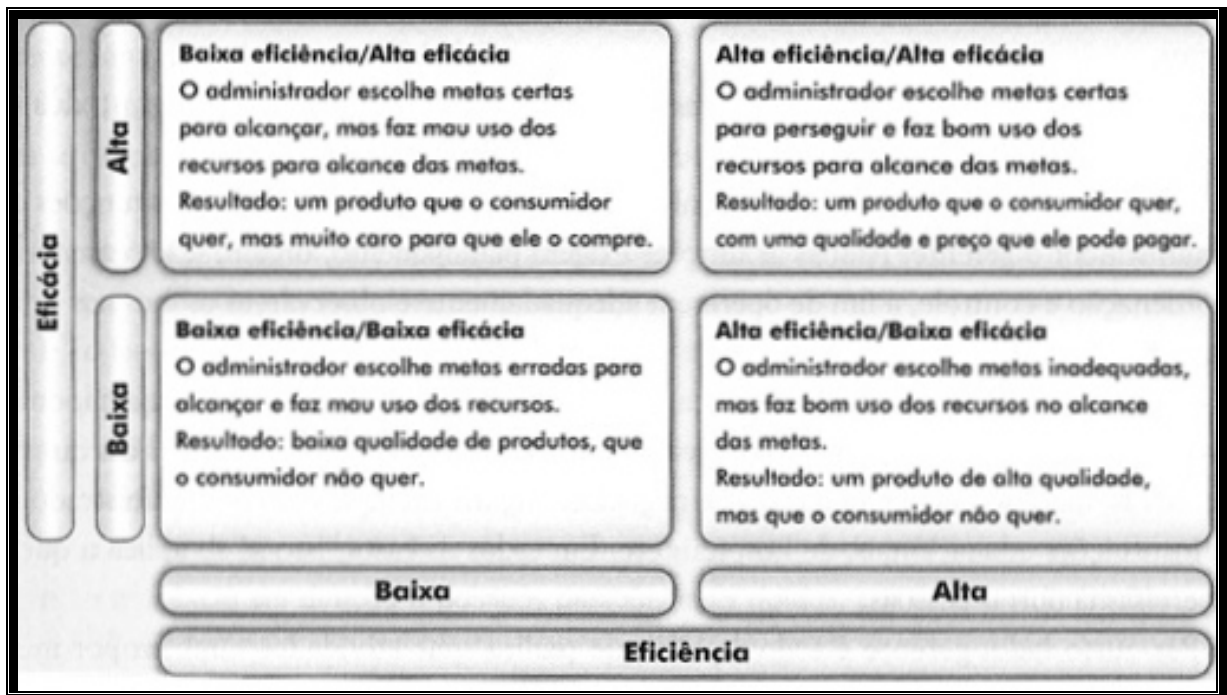 Eficácia
Alta
Baixa eficiência/Alta eficácia
O administrador escolhe metas certas
para alcançar, mas faz mau uso dos
recursos para alcance das metas.
Resultado: um produto que o consumidor
quer, mas muito caro para que ele o compre.
Alta eficiência/Alta eficácia
O administrador escolhe metas certas
para perseguir e faz bom uso dos
recursos para alcance das metas.
Resultado: um produto que o consumidor quer,
com uma qualidade e preço que ele pode pagar.
Baixa
Baixa eficiência/Baixa eficácia
O administrador escolhe metas erradas para
alcançar e faz mau uso dos recursos.
Resultado: baixa qualidade de produtos, que
o consumidor não quer.
Alta eficiência/Baixa eficácia
O administrador escolhe metas inadequadas,
mas faz bom uso dos recursos no alcance
das metas.
Resultado: um produto de alta qualidade,
mas que o consumidor não quer.
Baixa
Alta
Eficiência